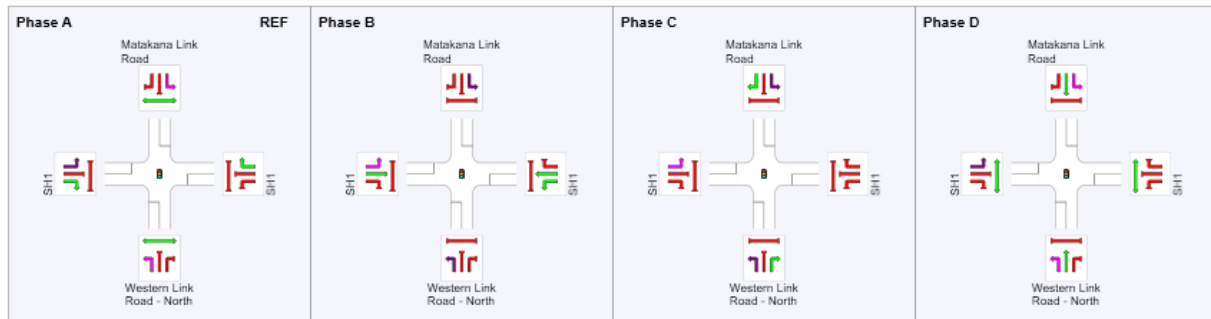 Phase A REF
Matakana Link
Road
SH1
SH1
Western Link
Road - North
Phase B
Matakana Link
Road
SH1
SH1
Western Link
Road - North
Phase C
Matakana Link
Road
SH1
SH1
Western Link
Road - North
Phase D
Matakana Link
Road
SH1
SH1
Western Link
Road - North